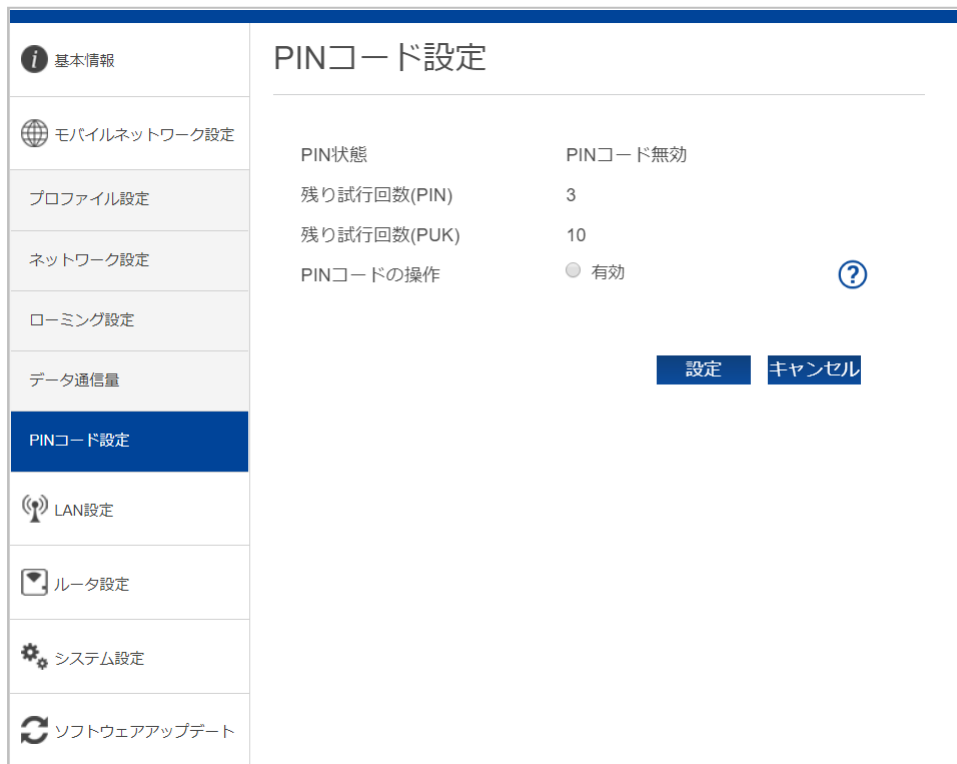 基本情報
モバイルネットワーク設定
プロファイル設定
ネットワーク設定
ローミング設定
データ通信量
PINコード設定
LAN設定
ルータ設定
システム設定
ソフトウェアアップデート
PINコード設定
PIN状態 PINコード無効
残り試行回数(PIN) 3
残り試行回数(PUK) 10
PINコードの操作 有効 ?
設定 キャンセル